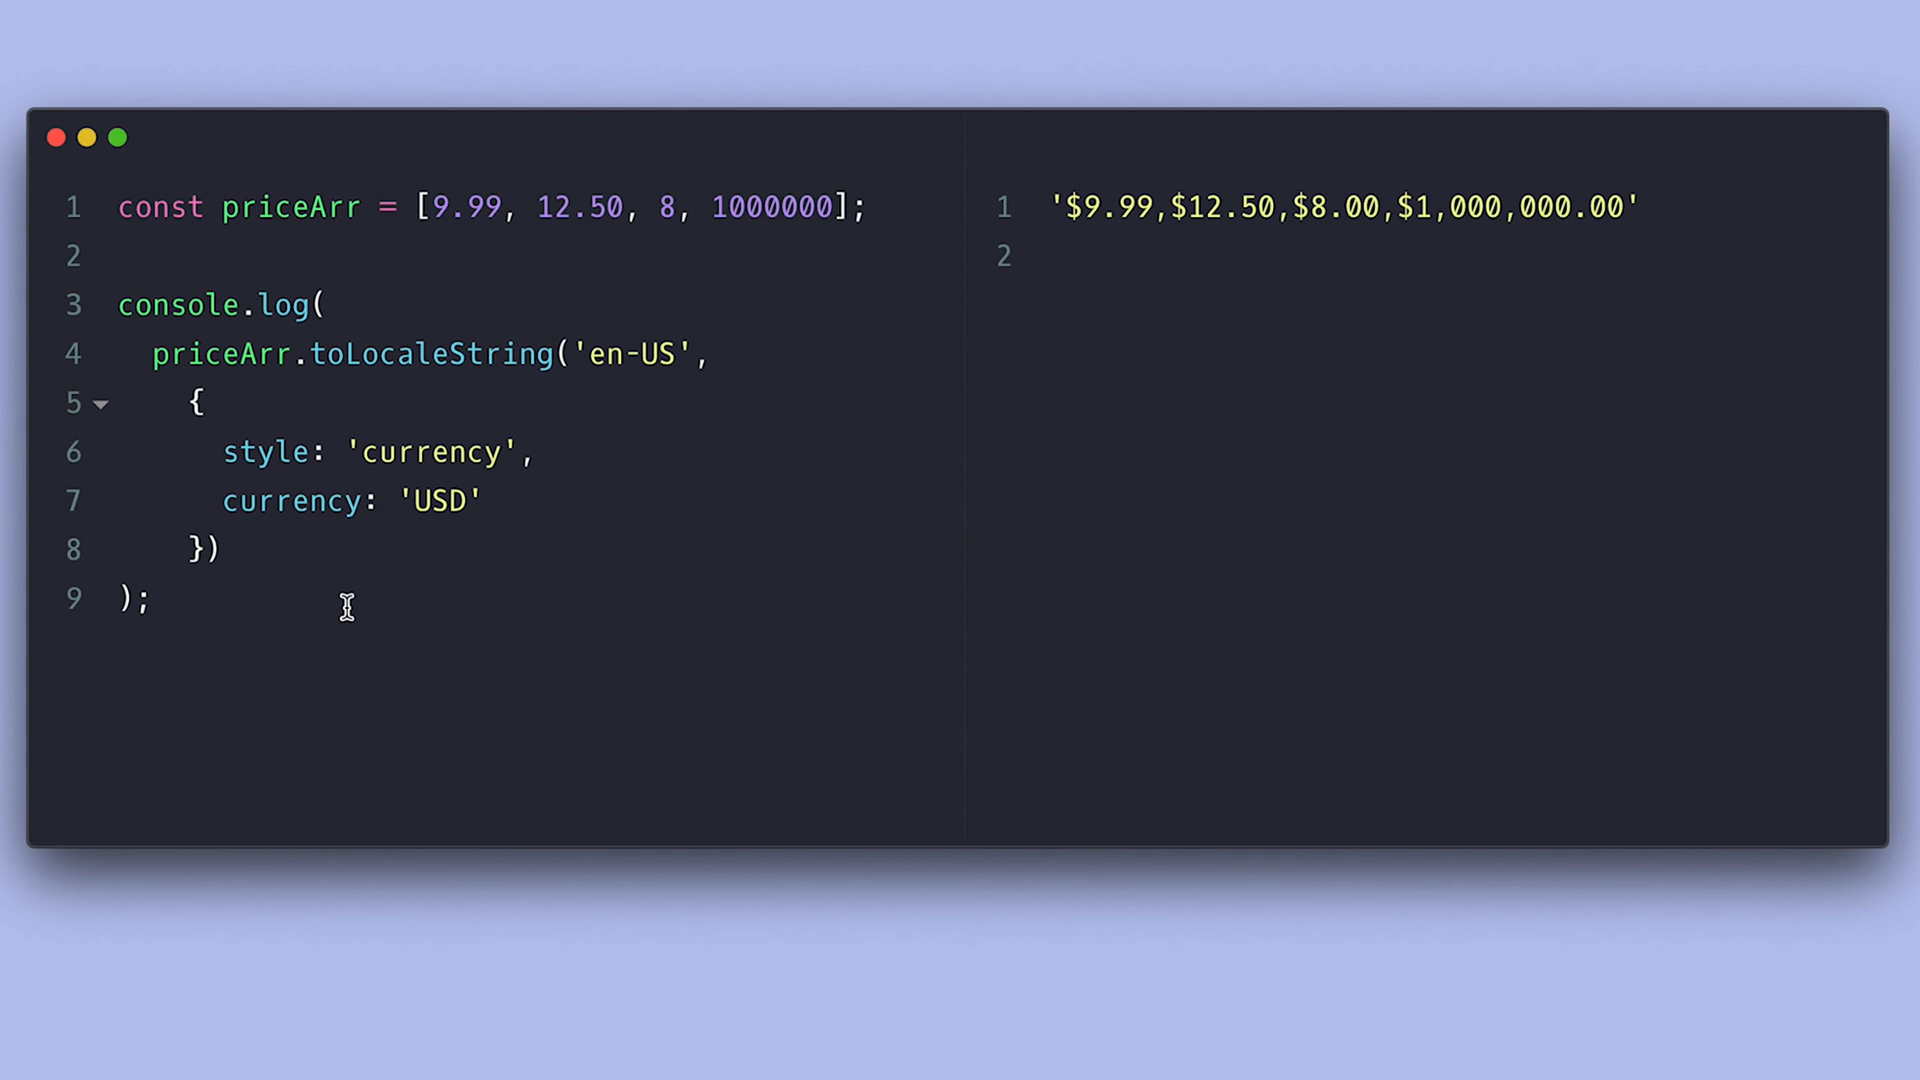 1 const priceArr = [9.99, 12.50, 8, 1000000];
2
3 console.log(
4   priceArr.toLocaleString('en-US',
5     {
6       style: 'currency',
7       currency: 'USD'
8     })
9 );
1 '$9.99,$12.50,$8.00,$1,000,000.00'
2